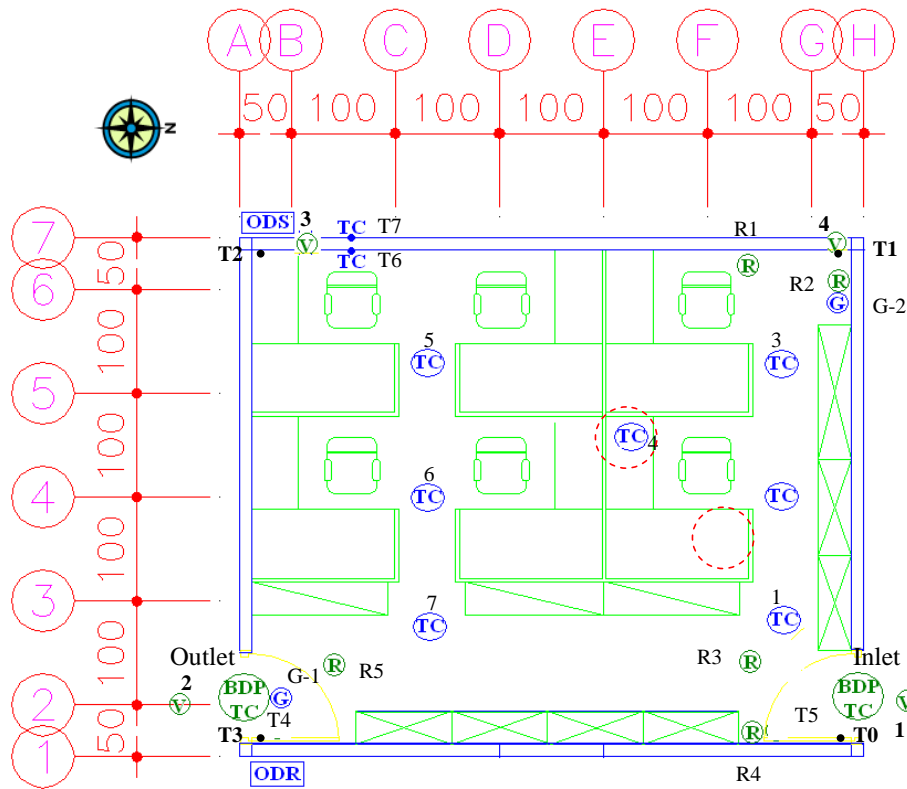 A B C D E F G H
50 100 100 100 100 100 50
N
7 6 5 4 3 2 1
50 100 100 100 100 50
ODS 3 TC T7 R1 4
V V T1
T2 TC T6 R R2 R
G G-2
5 3
TC TC
TC 4
6
TC TC
7 1
TC TC
Outlet R R5 R3 R Inlet
2 G-1
V BDP TC G BDP TC V
T4 T5 1
T3 R T0
ODR R4